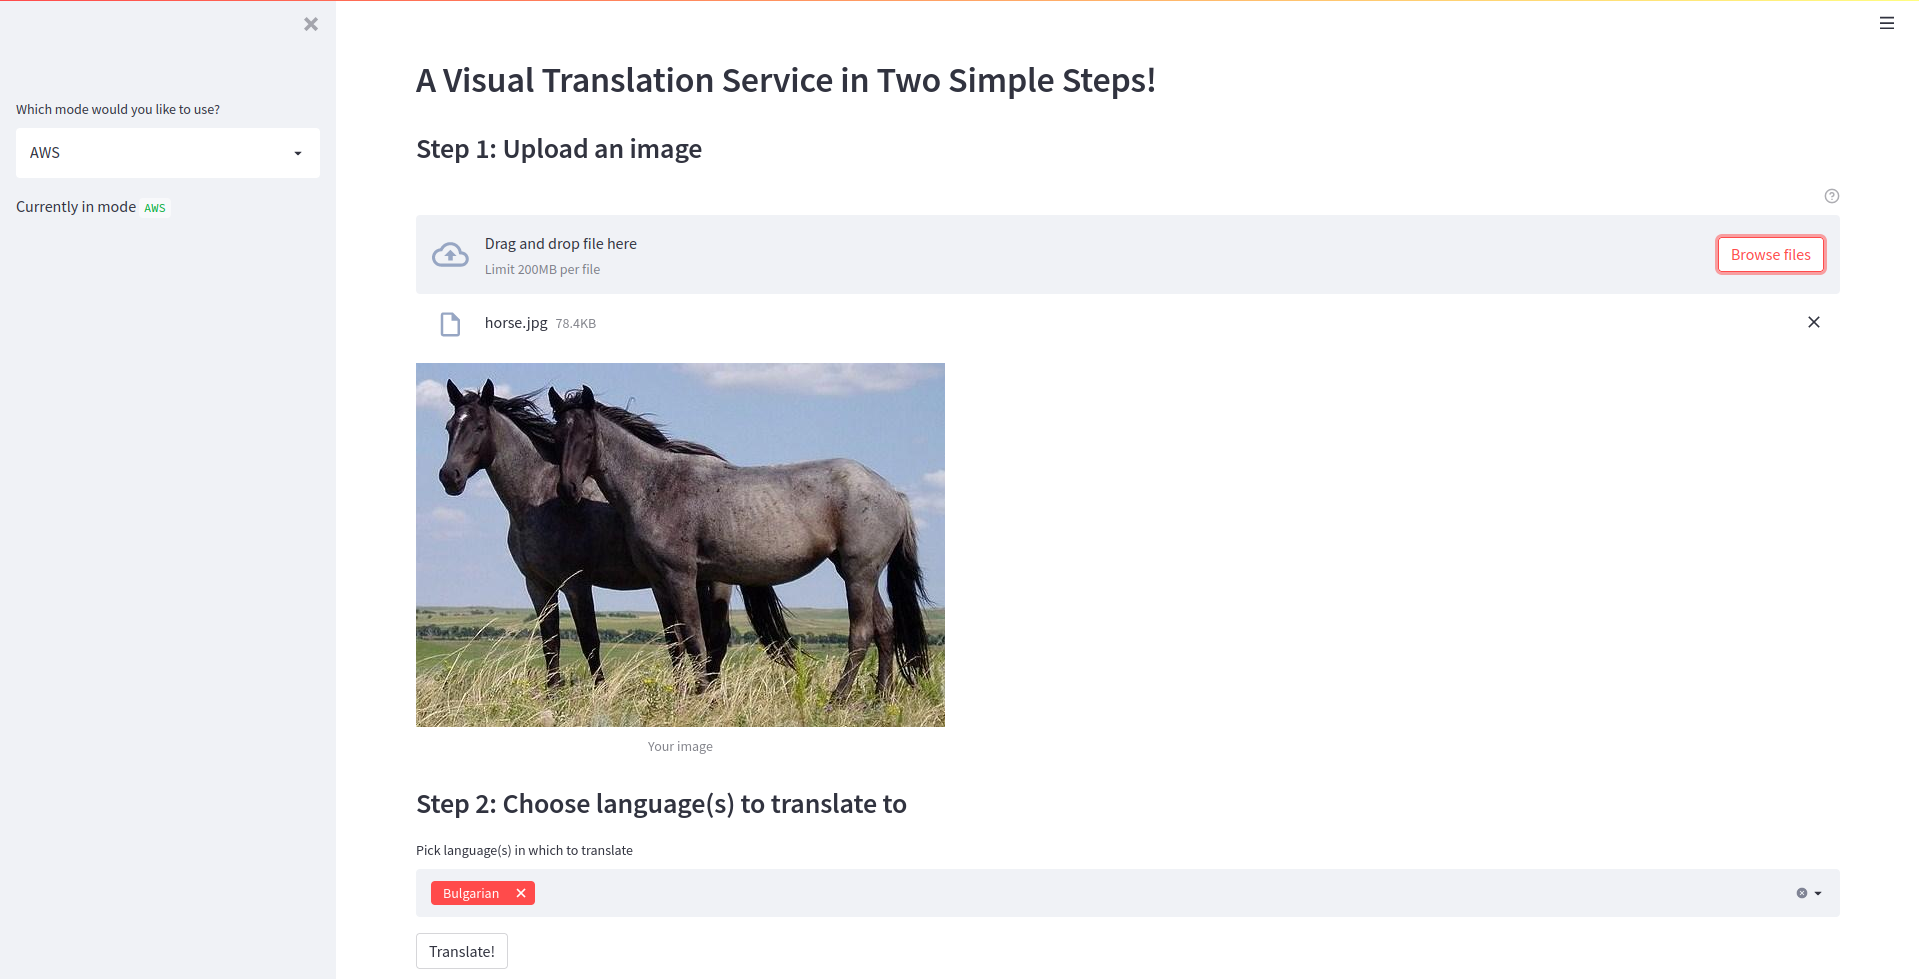 Which mode would you like to use?
AWS
Currently in mode AWS
A Visual Translation Service in Two Simple Steps!
Step 1: Upload an image
Drag and drop file here
Limit 200MB per file
Browse files
horse.jpg 78.4KB
Your image
Step 2: Choose language(s) to translate to
Pick language(s) in which to translate
Bulgarian
Translate!